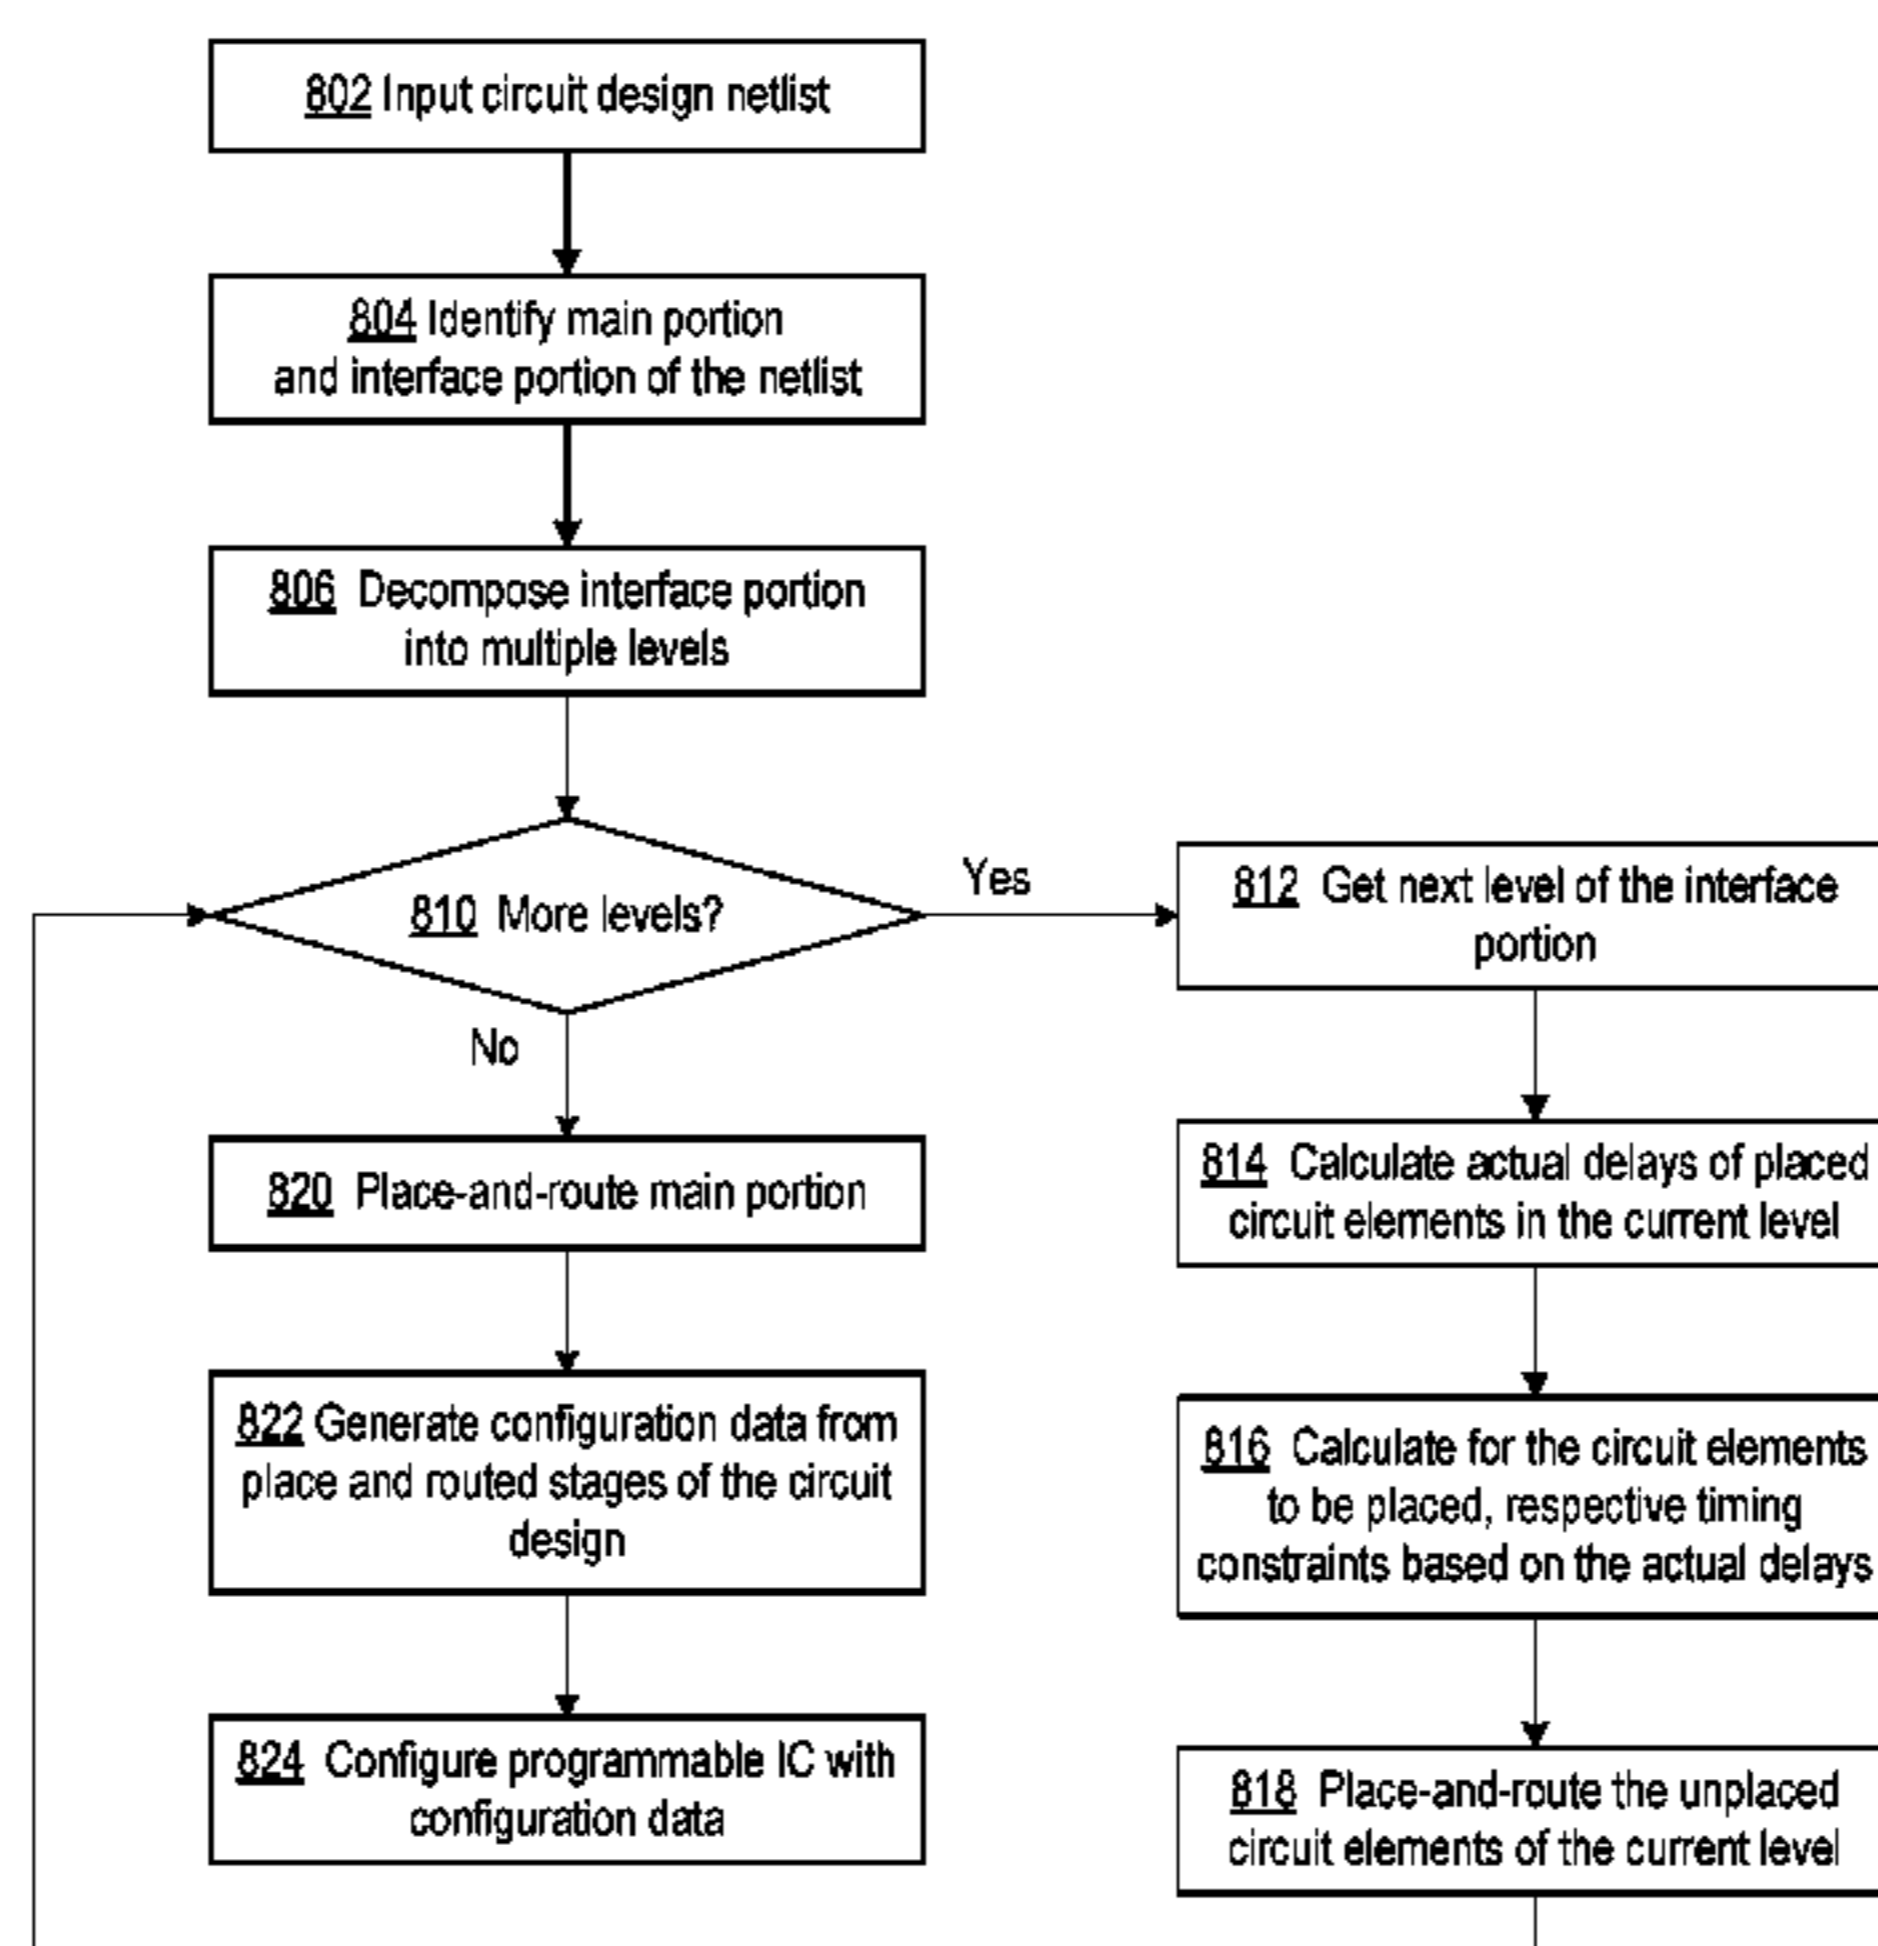 802 Input circuit design netlist
804 Identify main portion
and interface portion of the netlist
806 Decompose interface portion
into multiple levels
810 More levels?
Yes
No
812 Get next level of the interface
portion
814 Calculate actual delays of placed
circuit elements in the current level
816 Calculate for the circuit elements
to be placed, respective timing
constraints based on the actual delays
818 Place-and-route the unplaced
circuit elements of the current level
820 Place-and-route main portion
822 Generate configuration data from
place and routed stages of the circuit
design
824 Configure programmable IC with
configuration data